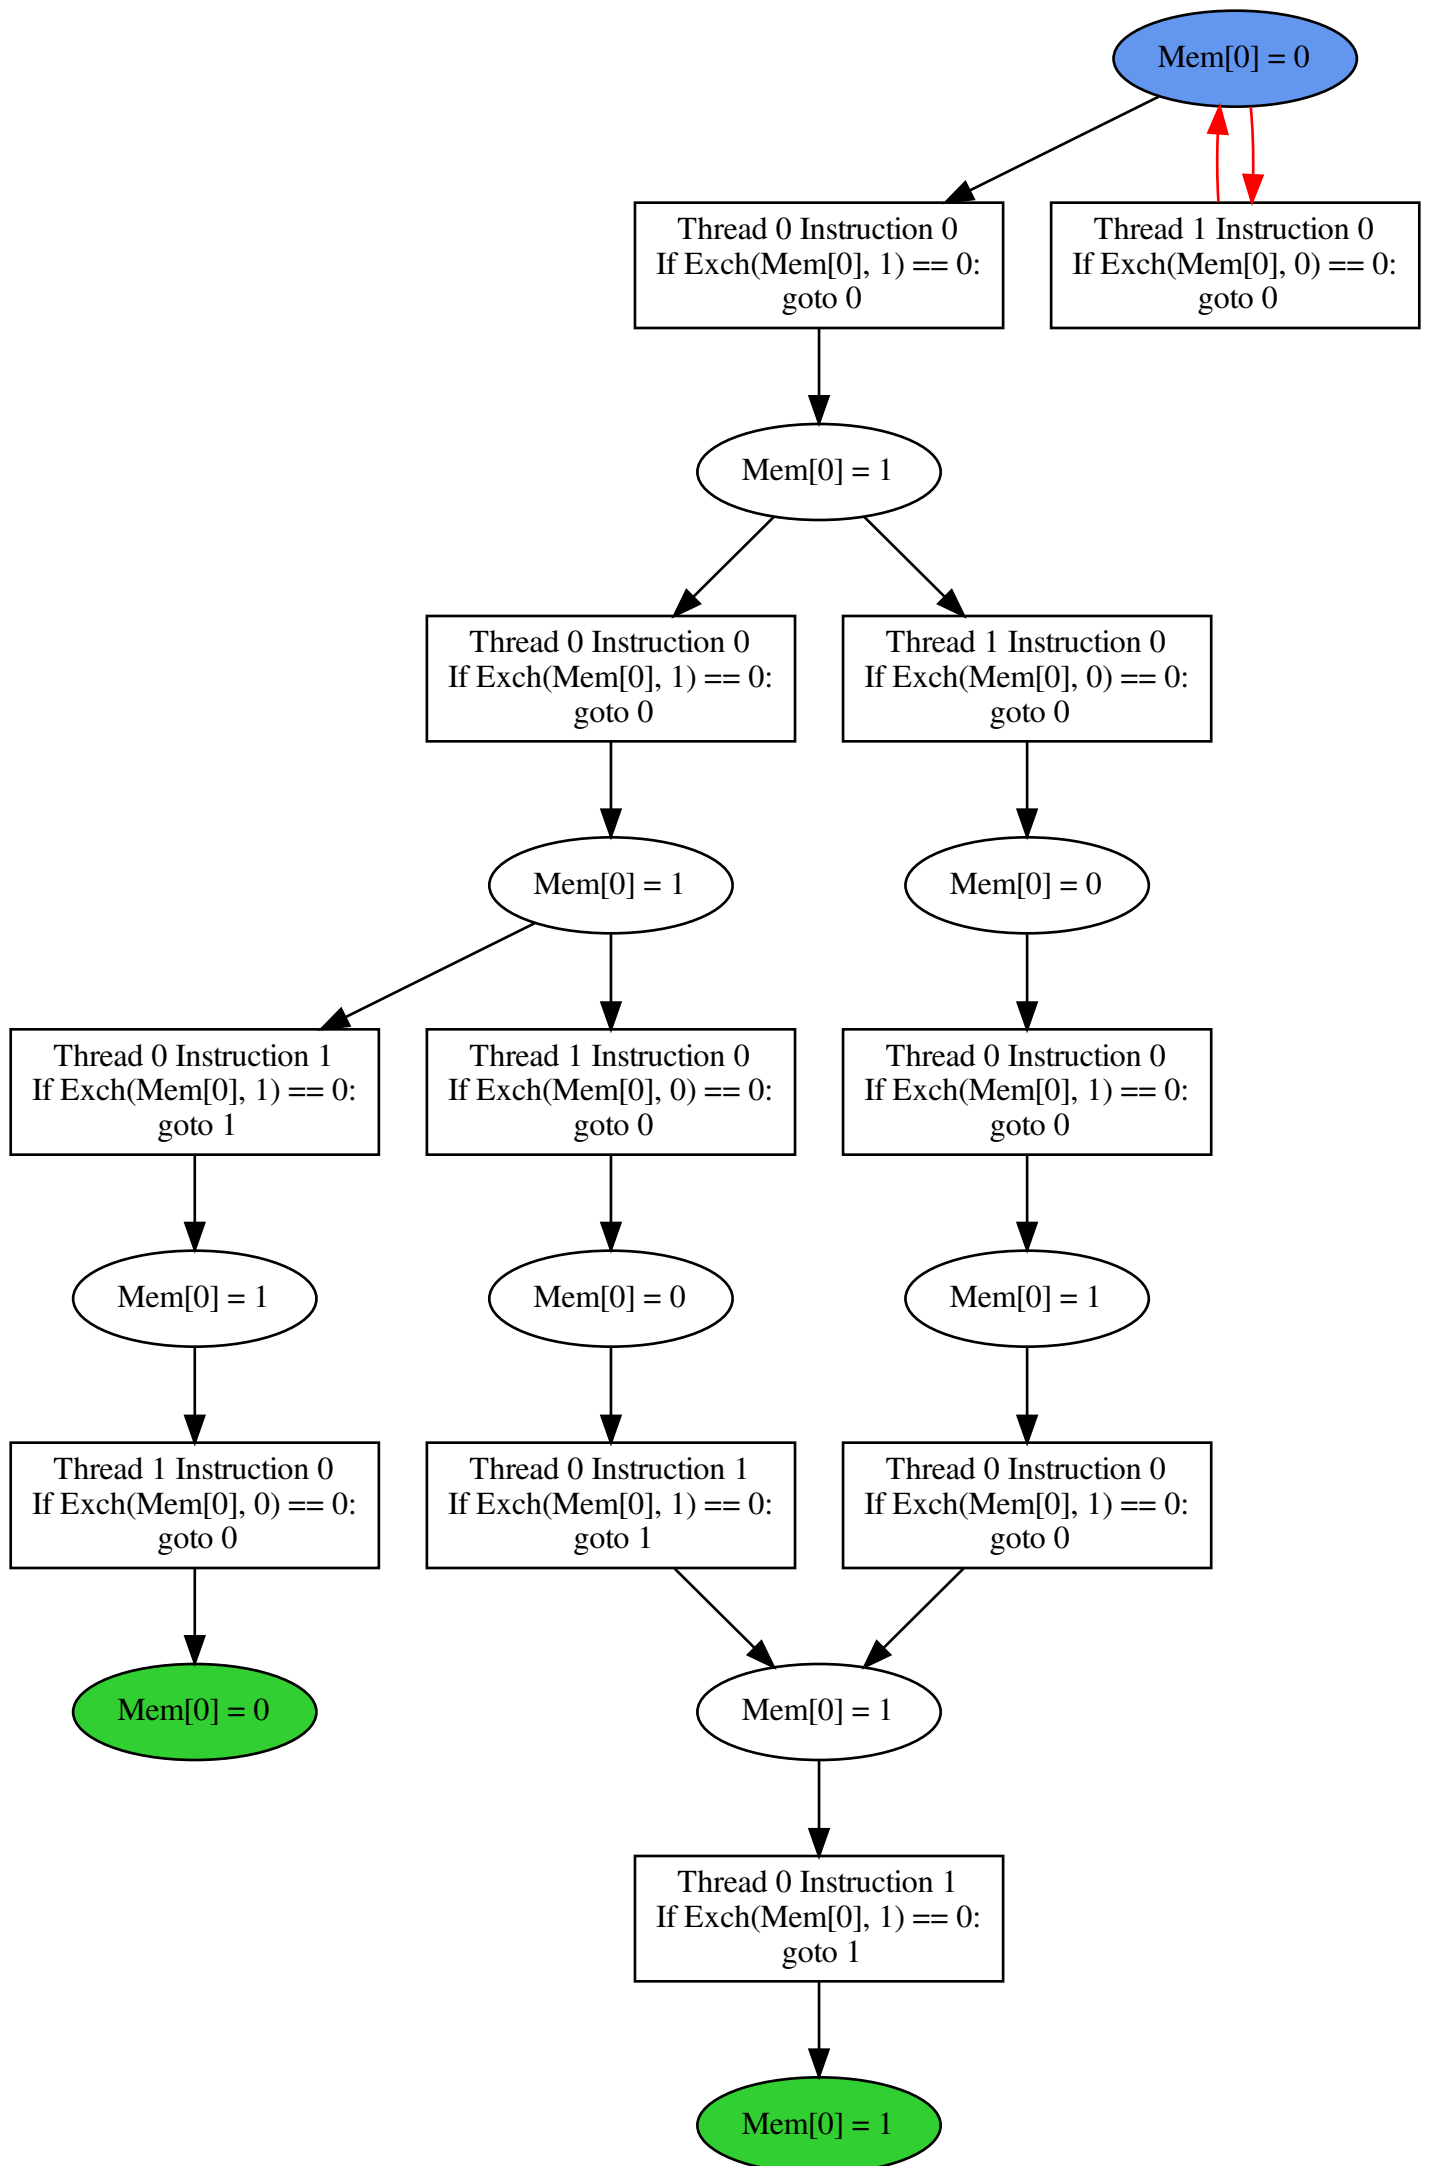 Mem[0] = 0
Thread 0 Instruction 0
If Exch(Mem[0], 1) == 0:
goto 0
Thread 1 Instruction 0
If Exch(Mem[0], 0) == 0:
goto 0
Mem[0] = 1
Thread 0 Instruction 0
If Exch(Mem[0], 1) == 0:
goto 0
Thread 1 Instruction 0
If Exch(Mem[0], 0) == 0:
goto 0
Mem[0] = 1
Mem[0] = 0
Thread 0 Instruction 1
If Exch(Mem[0], 1) == 0:
goto 1
Thread 1 Instruction 0
If Exch(Mem[0], 0) == 0:
goto 0
Thread 0 Instruction 0
If Exch(Mem[0], 1) == 0:
goto 0
Mem[0] = 1
Mem[0] = 0
Mem[0] = 1
Thread 1 Instruction 0
If Exch(Mem[0], 0) == 0:
goto 0
Thread 0 Instruction 1
If Exch(Mem[0], 1) == 0:
goto 1
Thread 0 Instruction 0
If Exch(Mem[0], 1) == 0:
goto 0
Mem[0] = 0
Mem[0] = 1
Thread 0 Instruction 1
If Exch(Mem[0], 1) == 0:
goto 1
Mem[0] = 1